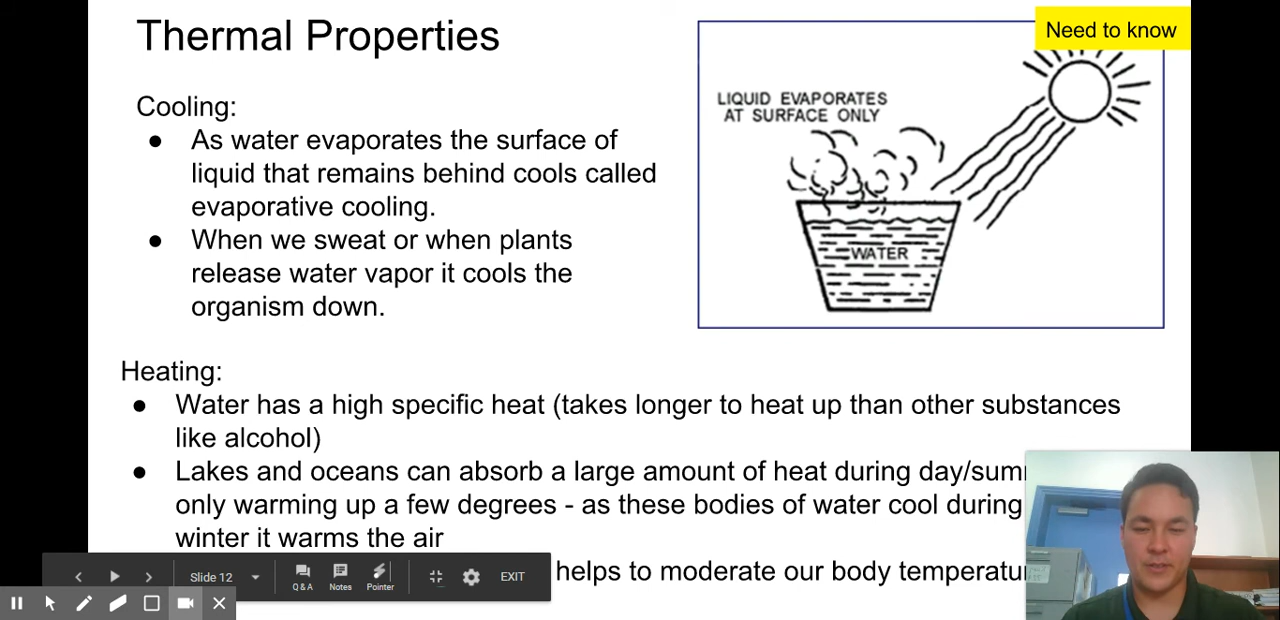 Thermal Properties
Need to know
Cooling:
● As water evaporates the surface of
liquid that remains behind cools called
evaporative cooling.
● When we sweat or when plants
release water vapor it cools the
organism down.
LIQUID EVAPORATES
AT SURFACE ONLY
WATER
Heating:
● Water has a high specific heat (takes longer to heat up than other substances
like alcohol)
● Lakes and oceans can absorb a large amount of heat during
only warming up a few degrees - as these bodies of water cool during
winter it warms the air
helps to moderate our body
Slide 12
Q & A
Notes
Pointer
EXIT